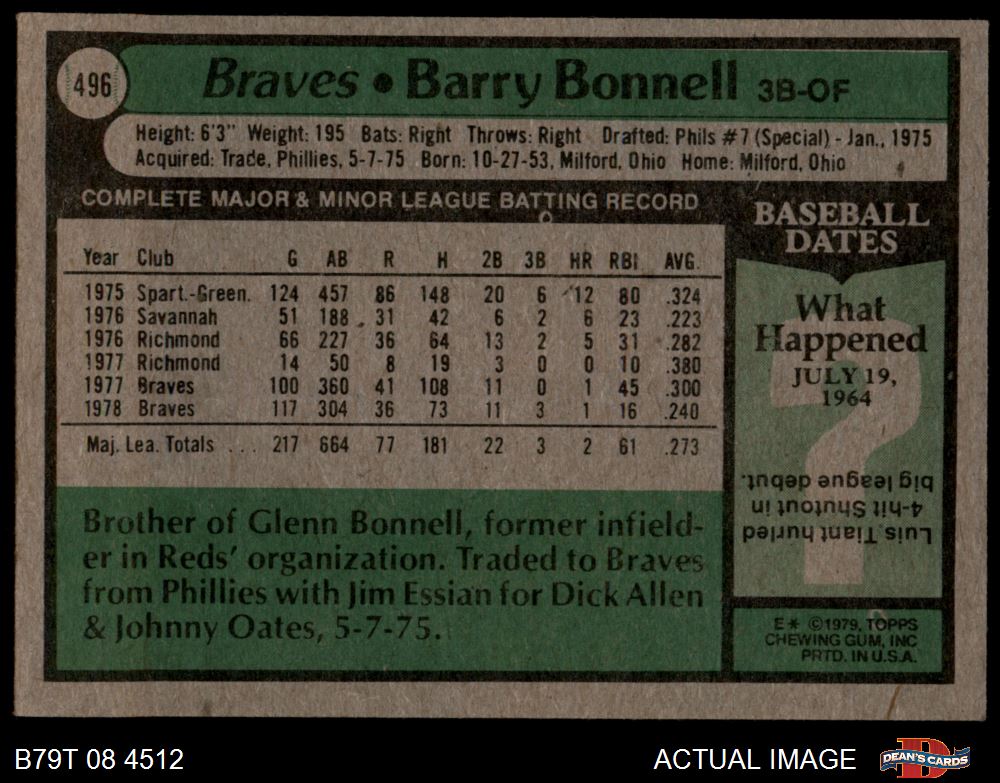 496
Braves • Barry Bonnell 3B-OF
Height: 6'3" Weight: 195 Bats: Right Throws: Right Drafted: Phils #7 (Special) - Jan., 1975
Acquired: Trade, Phillies, 5-7-75 Born: 10-27-53, Milford, Ohio Home: Milford, Ohio
COMPLETE MAJOR & MINOR LEAGUE BATTING RECORD
Year Club G AB R H 2B 3B HR RBI AVG.
1975 Spart.-Green. 124 457 86 148 20 6 12 80 .324
1976 Savannah 51 188 31 42 6 2 6 23 .223
1976 Richmond 66 227 36 64 13 2 5 31 .282
1977 Richmond 14 50 8 19 3 0 0 10 .380
1977 Braves 100 360 41 108 11 0 1 45 .300
1978 Braves 117 304 36 73 11 3 1 16 .240
Maj. Lea. Totals ... 217 664 77 181 22 3 2 61 .273
Brother of Glenn Bonnell, former infield-
er in Reds' organization. Traded to Braves
from Phillies with Jim Essian for Dick Allen
& Johnny Oates, 5-7-75.
BASEBALL
DATES
What
Happened
JULY 19,
1964
?
Luis Tiant hurled
4-hit Shutout in
big league debut.
E* ©1979, TOPPS
CHEWING GUM, INC
PRTD. IN U.S.A.
B79T 08 4512
ACTUAL IMAGE
DEAN'S CARDS